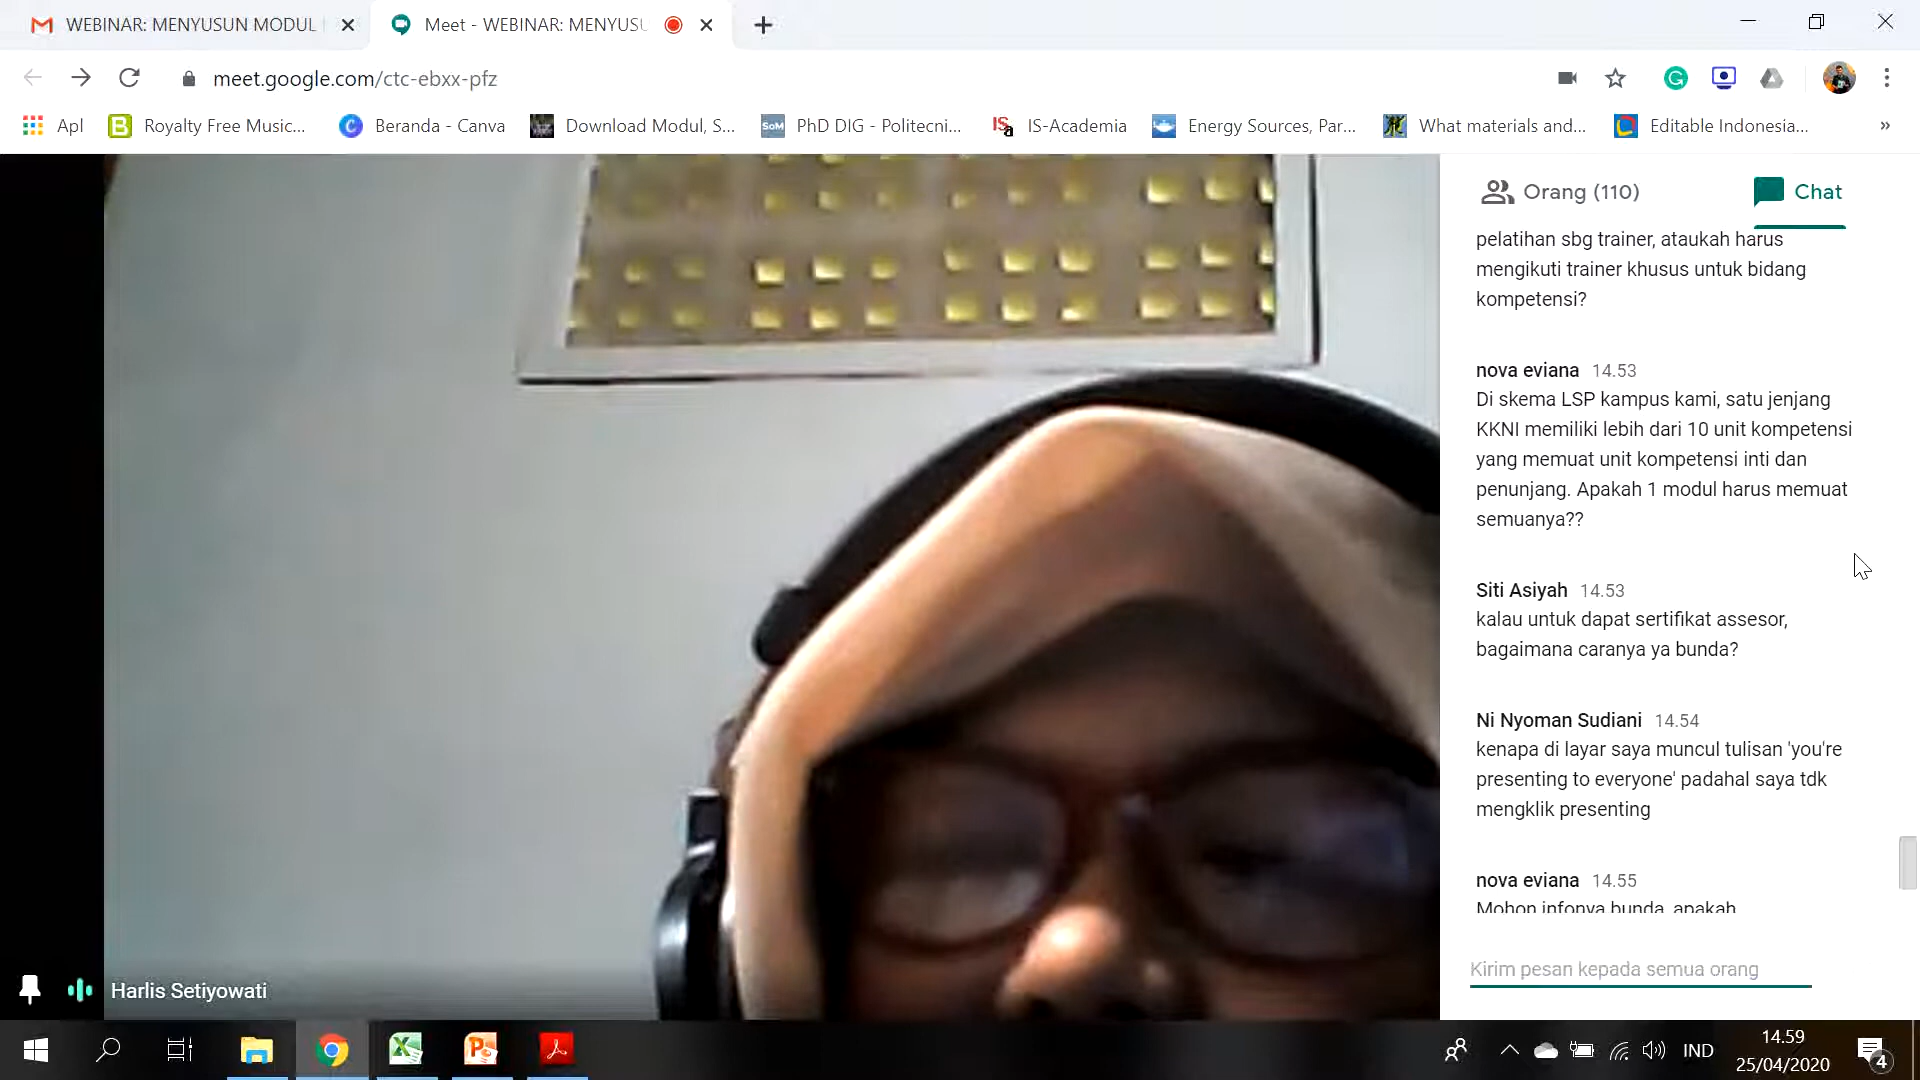 WEBINAR: MENYUSUN MODUL
Meet - WEBINAR: MENYUSU
meet.google.com/ctc-ebxx-pfz
Apl
Royalty Free Music...
Beranda - Canva
Download Modul, S...
SoM
PhD DIG - Politecni...
IS-Academia
Energy Sources, Par...
What materials and...
Editable Indonesia...
Orang (110)
Chat
pelatihan sbg trainer, ataukah harus
mengikuti trainer khusus untuk bidang
kompetensi?
nova eviana 14.53
Di skema LSP kampus kami, satu jenjang
KKNI memiliki lebih dari 10 unit kompetensi
yang memuat unit kompetensi inti dan
penunjang. Apakah 1 modul harus memuat
semuanya??
Siti Asiyah 14.53
kalau untuk dapat sertifikat assesor,
bagaimana caranya ya bunda?
Ni Nyoman Sudiani 14.54
kenapa di layar saya muncul tulisan 'you're
presenting to everyone' padahal saya tdk
mengklik presenting
nova eviana 14.55
Mohon infonya bunda, apakah
Kirim pesan kepada semua orang
Harlis Setiyowati
IND
14.59
25/04/2020
4